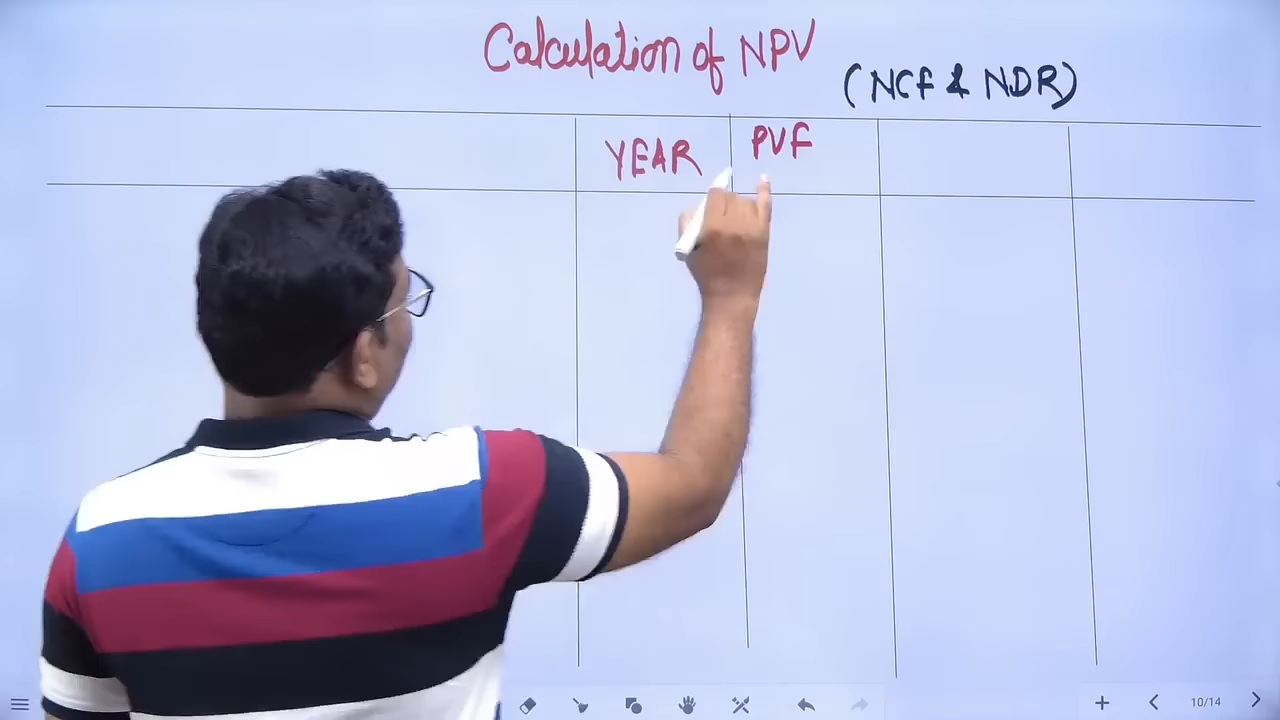 Calculation of NPV
(NCF & NDR)
YEAR PVF
10/14